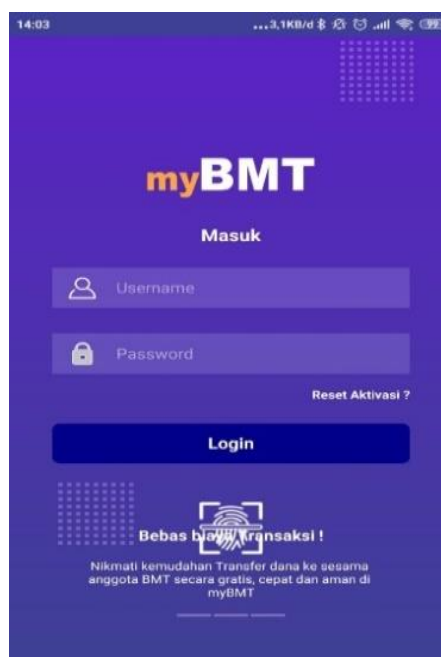 14:03
...3,1KB/d
99
myBMT
Masuk
Username
Password
Reset Aktivasi ?
Login
Bebas biaya Transaksi !
Nikmati kemudahan Transfer dana ke sesama
anggota BMT secara gratis, cepat dan aman di
myBMT